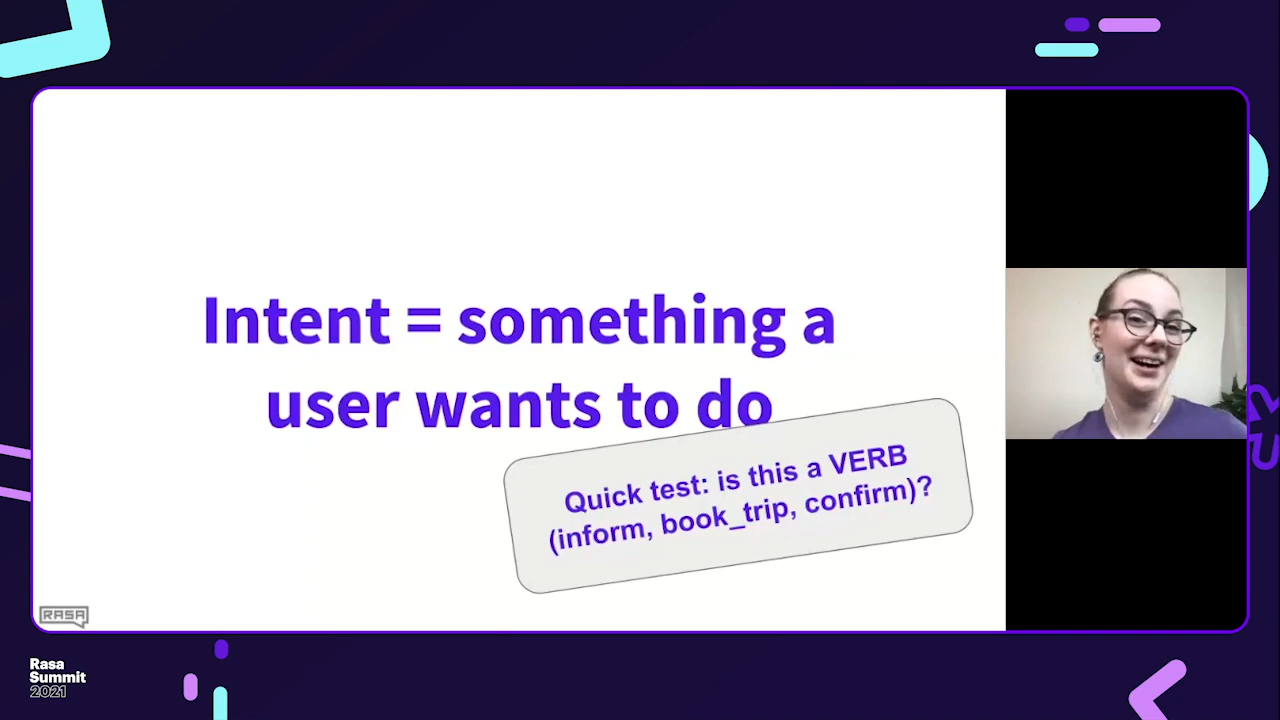 Intent = something a
user wants to do
Quick test: is this a VERB
(inform, book_trip, confirm)?
RASA
Rasa
Summit
2021